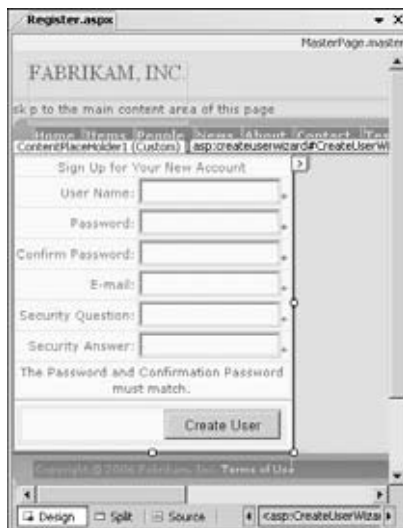 Register.aspx
MasterPage.master
FABRIKAM, INC.
skip to the main content area of this page
Home Items People News About Contact
ContentPlaceHolder1 (Custom) asp:createuserwizard#CreateUserWi
Sign Up for Your New Account
User Name: *
Password: *
Confirm Password: *
E-mail: *
Security Question: *
Security Answer: *
The Password and Confirmation Password
must match.
Create User
Copyright © 2006 Fabrikam, Inc. Terms of Use
Design Split Source <asp:CreateUserWizar